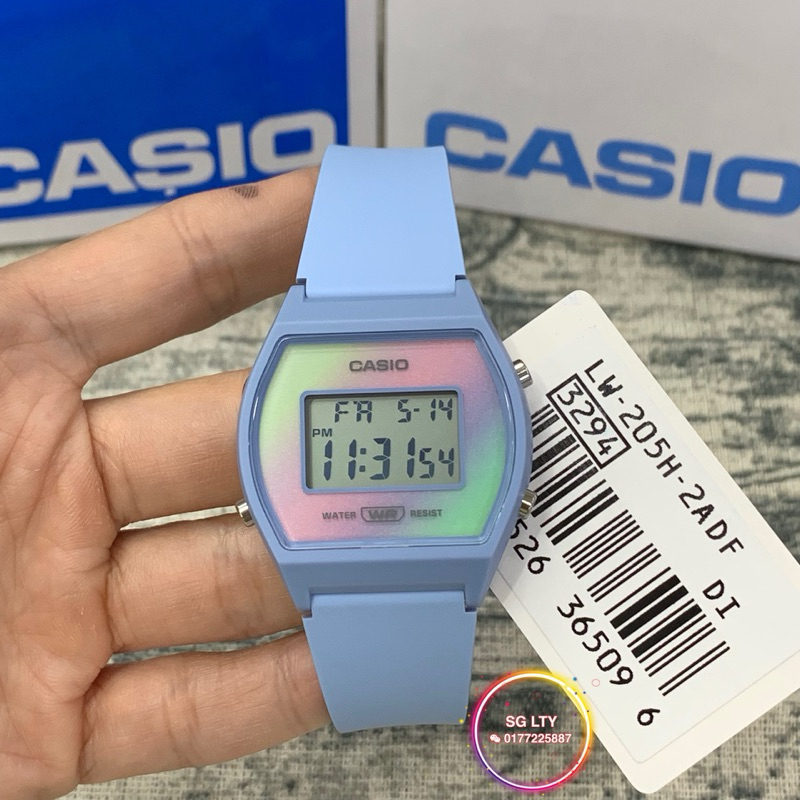 CASIO
CASIO
CASIO
FR 5-14
PM
11:31 54
WATER WR RESIST
LW-205H-2ADF
3294
DI
526 36509 6
SG LTY
0177225887